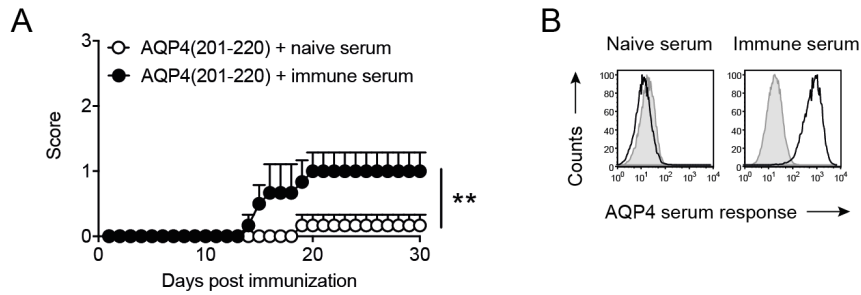 A
AQP4(201-220) + naive serum
AQP4(201-220) + immune serum
Score
3
2
1
0
0 10 20 30
Days post immunization
**
B
Naive serum Immune serum
Counts
100
80
60
40
20
0
10⁰ 10¹ 10² 10³ 10⁴
100
80
60
40
20
0
10⁰ 10¹ 10² 10³ 10⁴
AQP4 serum response